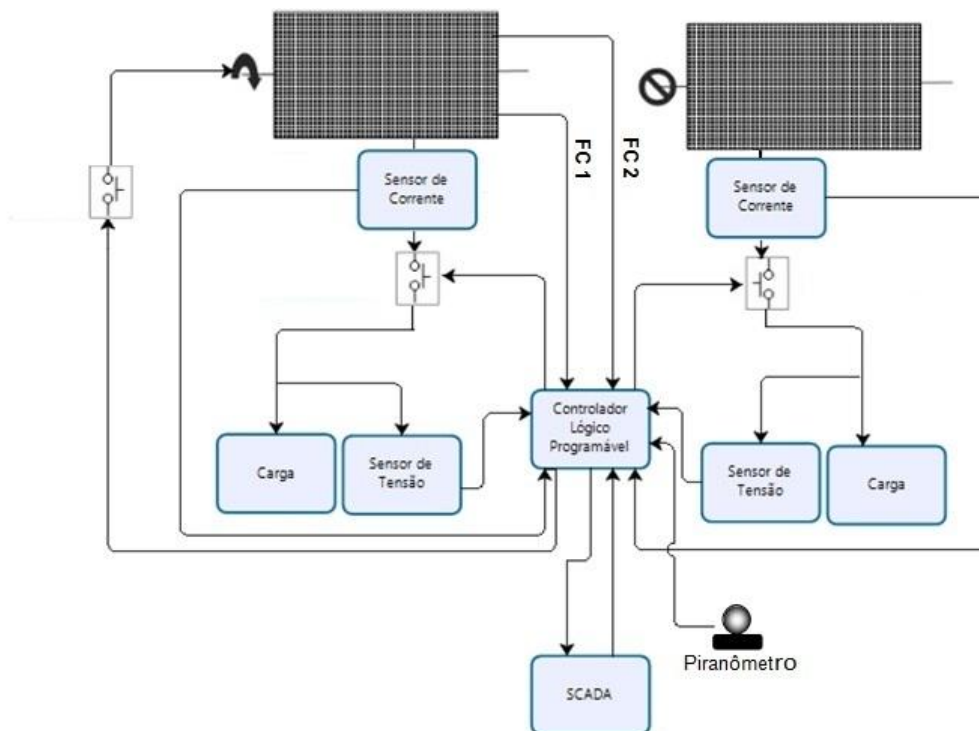 FC 1
FC 2
Sensor de
Corrente
Sensor de
Corrente
Controlador
Lógico
Programável
Carga
Sensor de
Tensão
Sensor de
Tensão
Carga
Piranômetro
SCADA